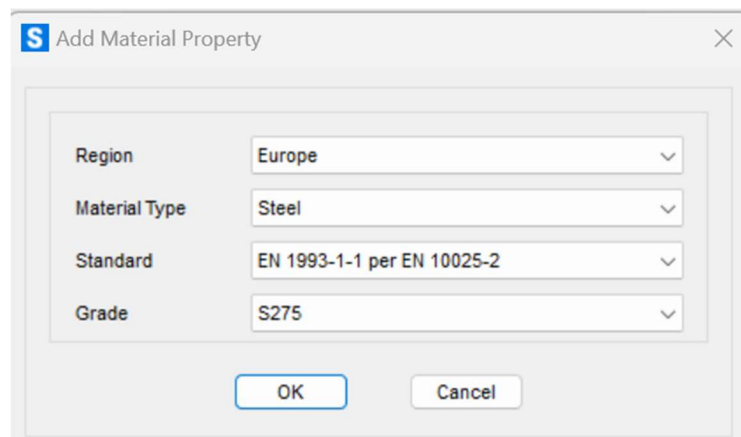 S Add Material Property
Region Europe
Material Type Steel
Standard EN 1993-1-1 per EN 10025-2
Grade S275
OK Cancel